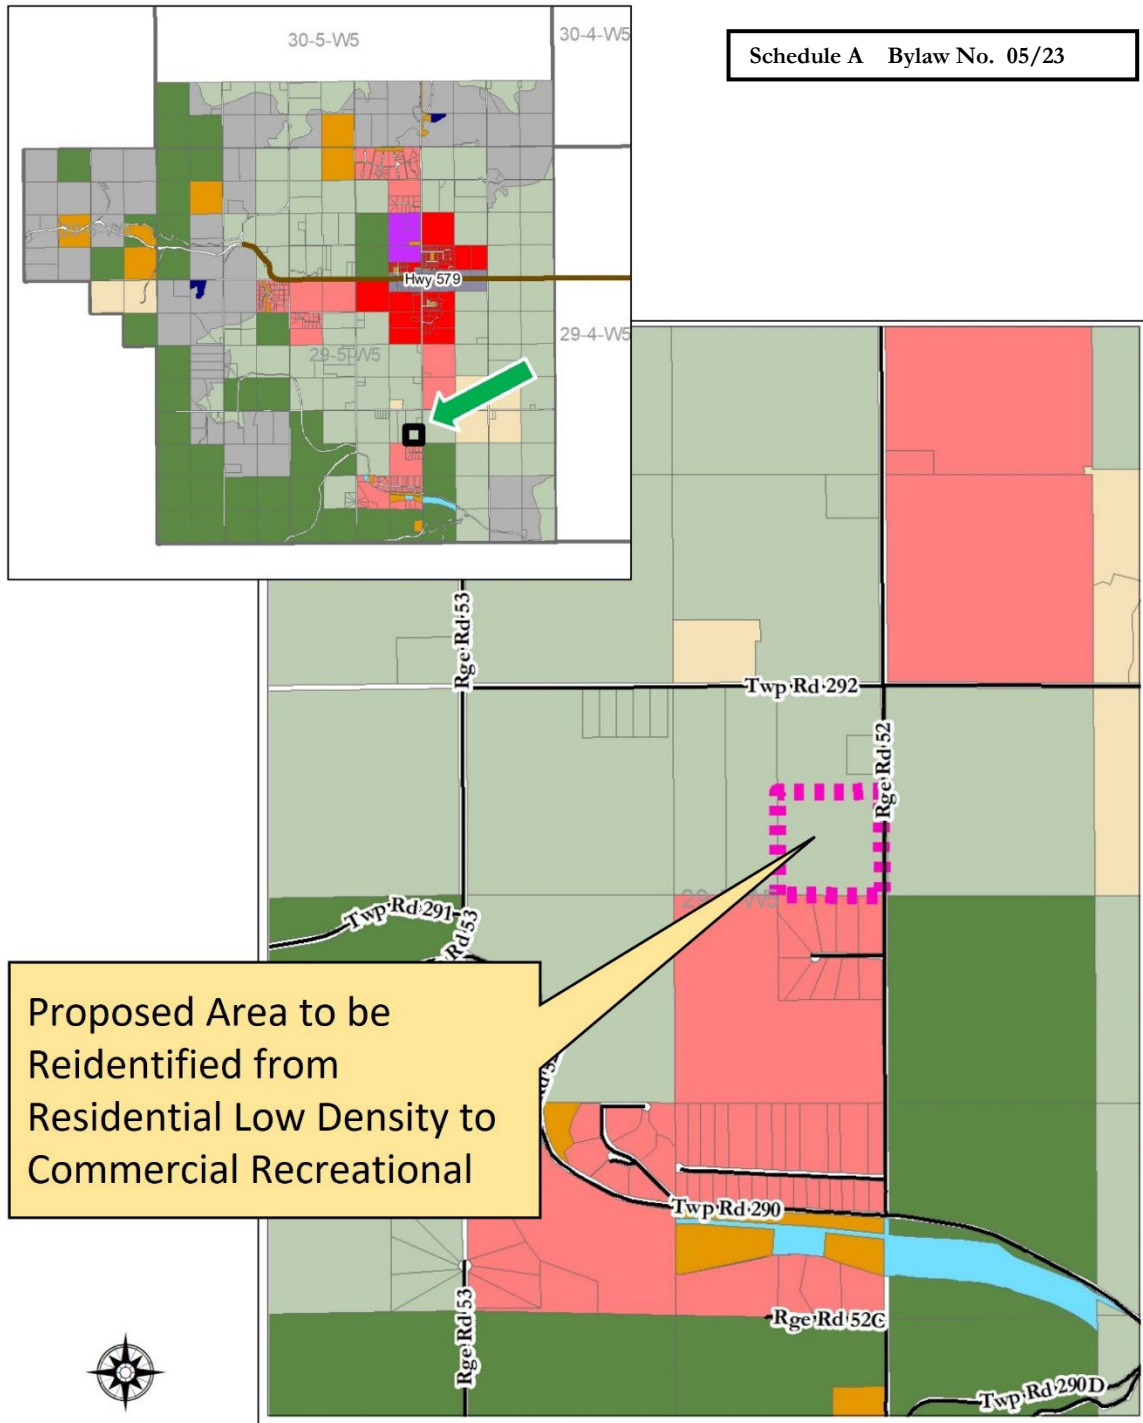 30-5-W5
30-4-W5
Schedule A Bylaw No. 05/23
Hwy 579
29-4-W5
29-5-W5
Rge Rd 53
Twp Rd 292
Rge Rd 52
Twp Rd 291
Rd 53
Proposed Area to be
Reidentified from
Residential Low Density to
Commercial Recreational
Twp Rd 290
Rge Rd 53
Rge Rd 52C
Twp Rd 290D